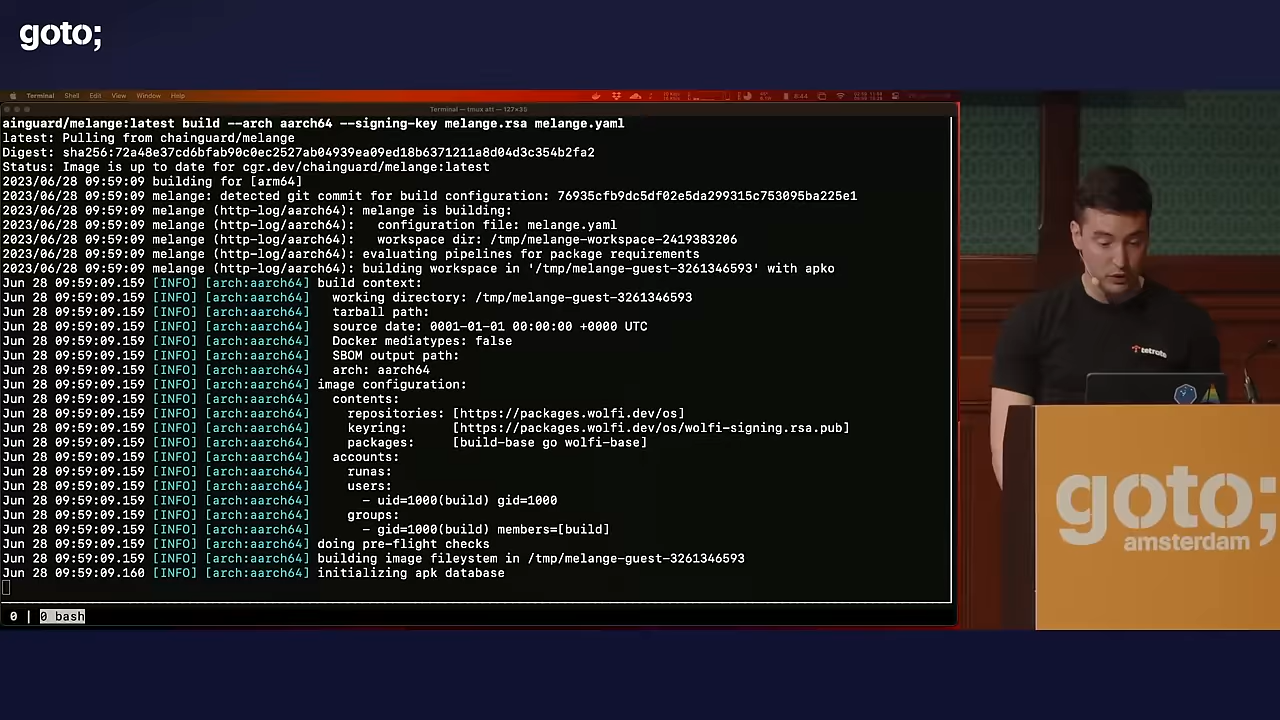 goto;
Terminal Shell Edit View Window Help
Terminal — tmux att — 127×35
ainguard/melange:latest build --arch aarch64 --signing-key melange.rsa melange.yaml
latest: Pulling from chainguard/melange
Digest: sha256:72a48e37cd6bfab90c0ec2527ab04939ea09ed18b6371211a8d04d3c354b2fa2
Status: Image is up to date for cgr.dev/chainguard/melange:latest
2023/06/28 09:59:09 building for [arm64]
2023/06/28 09:59:09 melange: detected git commit for build configuration: 76935cfb9dc5df02e5da299315c753095ba225e1
2023/06/28 09:59:09 melange (http-log/aarch64): melange is building:
2023/06/28 09:59:09 melange (http-log/aarch64):   configuration file: melange.yaml
2023/06/28 09:59:09 melange (http-log/aarch64):   workspace dir: /tmp/melange-workspace-2419383206
2023/06/28 09:59:09 melange (http-log/aarch64): evaluating pipelines for package requirements
2023/06/28 09:59:09 melange (http-log/aarch64): building workspace in '/tmp/melange-guest-3261346593' with apko
Jun 28 09:59:09.159 [INFO] [arch:aarch64] build context:
Jun 28 09:59:09.159 [INFO] [arch:aarch64]   working directory: /tmp/melange-guest-3261346593
Jun 28 09:59:09.159 [INFO] [arch:aarch64]   tarball path:
Jun 28 09:59:09.159 [INFO] [arch:aarch64]   source date: 0001-01-01 00:00:00 +0000 UTC
Jun 28 09:59:09.159 [INFO] [arch:aarch64]   Docker mediatypes: false
Jun 28 09:59:09.159 [INFO] [arch:aarch64]   SBOM output path:
Jun 28 09:59:09.159 [INFO] [arch:aarch64]   arch: aarch64
Jun 28 09:59:09.159 [INFO] [arch:aarch64] image configuration:
Jun 28 09:59:09.159 [INFO] [arch:aarch64]   contents:
Jun 28 09:59:09.159 [INFO] [arch:aarch64]     repositories: [https://packages.wolfi.dev/os]
Jun 28 09:59:09.159 [INFO] [arch:aarch64]     keyring:      [https://packages.wolfi.dev/os/wolfi-signing.rsa.pub]
Jun 28 09:59:09.159 [INFO] [arch:aarch64]     packages:     [build-base go wolfi-base]
Jun 28 09:59:09.159 [INFO] [arch:aarch64]   accounts:
Jun 28 09:59:09.159 [INFO] [arch:aarch64]     runas:
Jun 28 09:59:09.159 [INFO] [arch:aarch64]     users:
Jun 28 09:59:09.159 [INFO] [arch:aarch64]       - uid=1000(build) gid=1000
Jun 28 09:59:09.159 [INFO] [arch:aarch64]     groups:
Jun 28 09:59:09.159 [INFO] [arch:aarch64]       - gid=1000(build) members=[build]
Jun 28 09:59:09.159 [INFO] [arch:aarch64] doing pre-flight checks
Jun 28 09:59:09.159 [INFO] [arch:aarch64] building image fileystem in /tmp/melange-guest-3261346593
Jun 28 09:59:09.160 [INFO] [arch:aarch64] initializing apk database
0 | 0 bash
tetrate
goto;
amsterdam